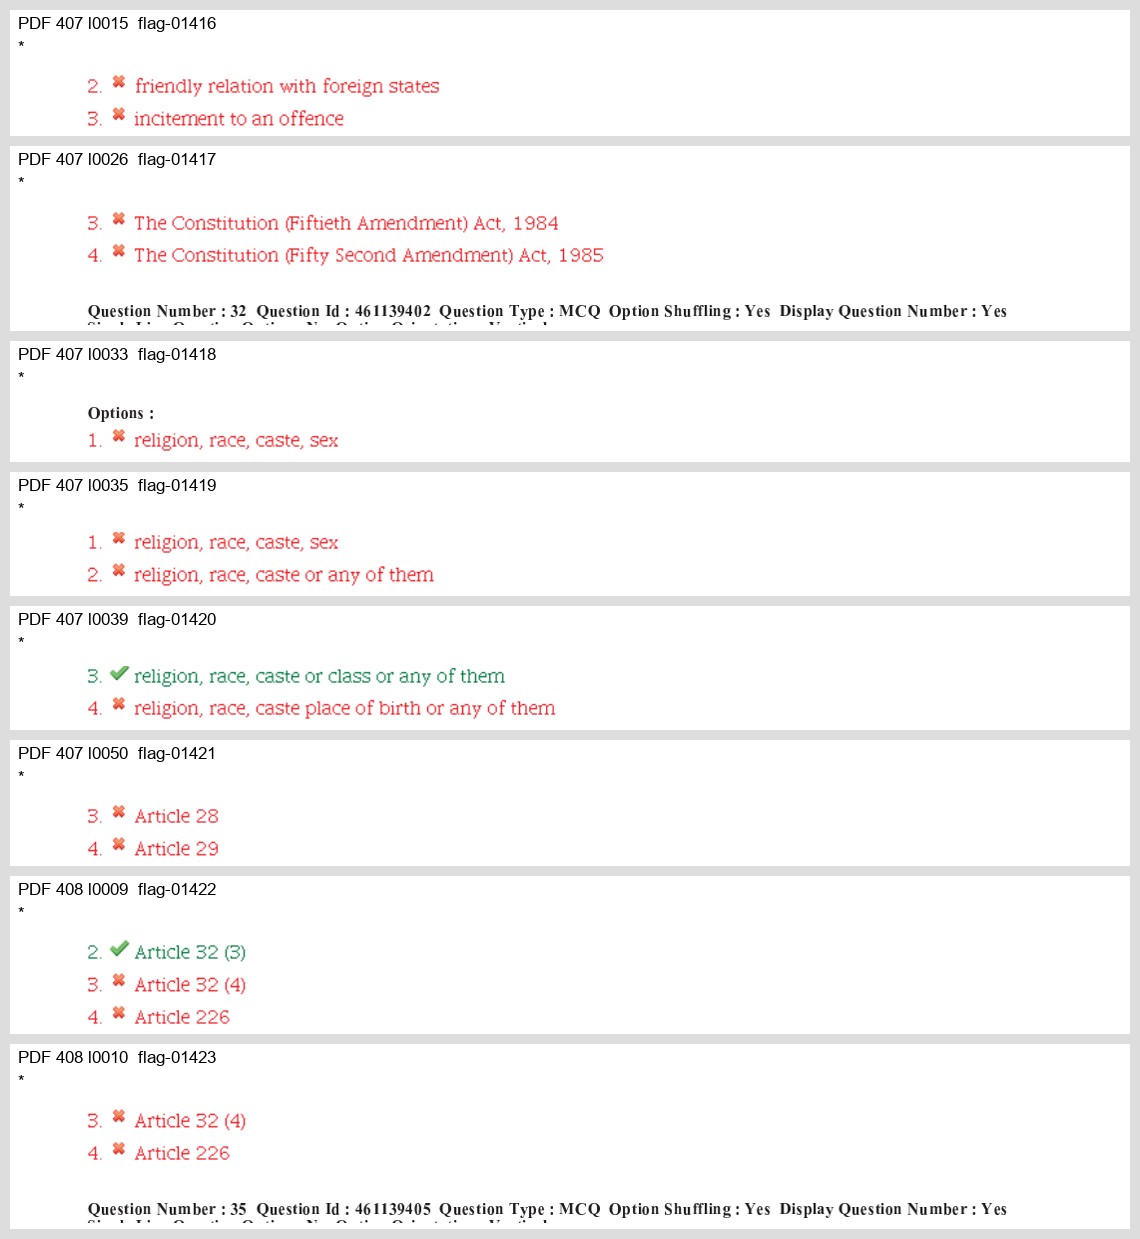 PDF 407 l0015 flag-01416
*
2. ✖ friendly relation with foreign states
3. ✖ incitement to an offence
PDF 407 l0026 flag-01417
*
3. ✖ The Constitution (Fiftieth Amendment) Act, 1984
4. ✖ The Constitution (Fifty Second Amendment) Act, 1985
Question Number : 32 Question Id : 461139402 Question Type : MCQ Option Shuffling : Yes Display Question Number : Yes
PDF 407 l0033 flag-01418
*
Options :
1. ✖ religion, race, caste, sex
PDF 407 l0035 flag-01419
*
1. ✖ religion, race, caste, sex
2. ✖ religion, race, caste or any of them
PDF 407 l0039 flag-01420
*
3. ✔ religion, race, caste or class or any of them
4. ✖ religion, race, caste place of birth or any of them
PDF 407 l0050 flag-01421
*
3. ✖ Article 28
4. ✖ Article 29
PDF 408 l0009 flag-01422
*
2. ✔ Article 32 (3)
3. ✖ Article 32 (4)
4. ✖ Article 226
PDF 408 l0010 flag-01423
*
3. ✖ Article 32 (4)
4. ✖ Article 226
Question Number : 35 Question Id : 461139405 Question Type : MCQ Option Shuffling : Yes Display Question Number : Yes